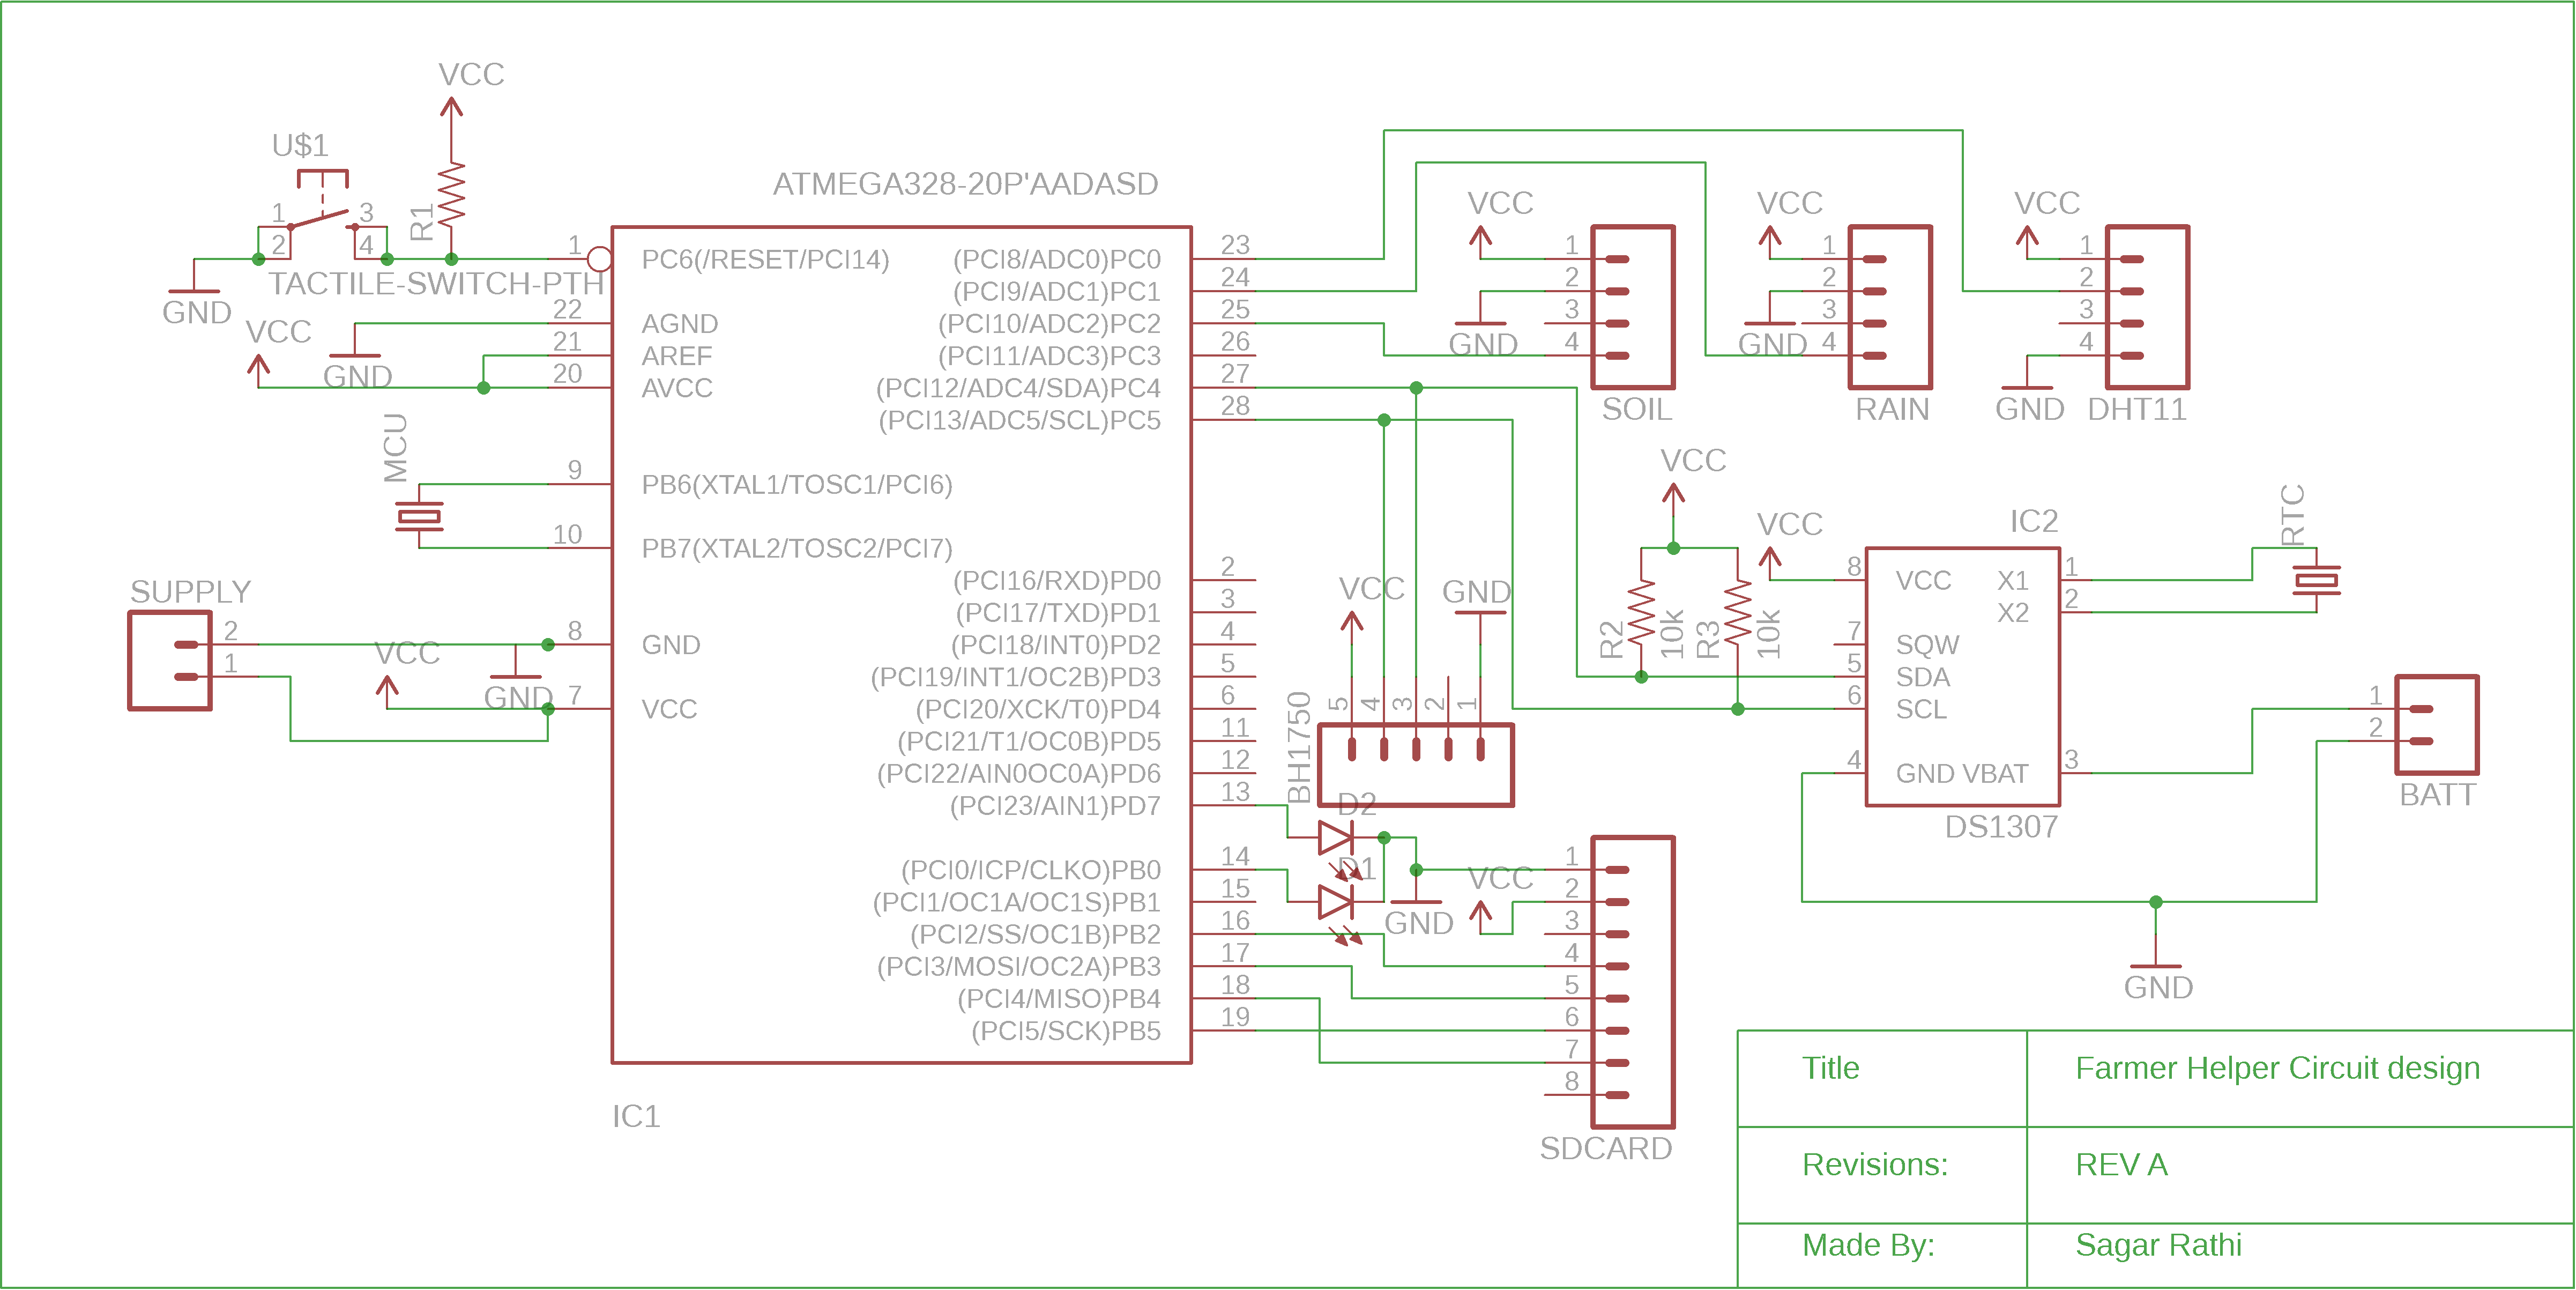 VCC
U$1
1
3
2
4
R1
TACTILE-SWITCH-PTH
GND
VCC
GND
MCU
SUPPLY
2
1
VCC
GND
ATMEGA328-20P'AADASD
1 PC6(/RESET/PCI14)
22 AGND
21 AREF
20 AVCC
9 PB6(XTAL1/TOSC1/PCI6)
10 PB7(XTAL2/TOSC2/PCI7)
8 GND
7 VCC
(PCI8/ADC0)PC0 23
(PCI9/ADC1)PC1 24
(PCI10/ADC2)PC2 25
(PCI11/ADC3)PC3 26
(PCI12/ADC4/SDA)PC4 27
(PCI13/ADC5/SCL)PC5 28
(PCI16/RXD)PD0 2
(PCI17/TXD)PD1 3
(PCI18/INT0)PD2 4
(PCI19/INT1/OC2B)PD3 5
(PCI20/XCK/T0)PD4 6
(PCI21/T1/OC0B)PD5 11
(PCI22/AIN0OC0A)PD6 12
(PCI23/AIN1)PD7 13
(PCI0/ICP/CLKO)PB0 14
(PCI1/OC1A/OC1S)PB1 15
(PCI2/SS/OC1B)PB2 16
(PCI3/MOSI/OC2A)PB3 17
(PCI4/MISO)PB4 18
(PCI5/SCK)PB5 19
IC1
VCC
GND
1
2
3
4
SOIL
VCC
GND
1
2
3
4
RAIN
VCC
GND
1
2
3
4
DHT11
VCC
R2
10k
R3
10k
VCC
GND
5
4
3
2
1
BH1750
D2
D1
GND
VCC
1
2
3
4
5
6
7
8
SDCARD
VCC
IC2
8 VCC
7 SQW
5 SDA
6 SCL
4 GND
X1 1
X2 2
VBAT 3
DS1307
RTC
1
2
BATT
GND
Title Farmer Helper Circuit design
Revisions: REV A
Made By: Sagar Rathi